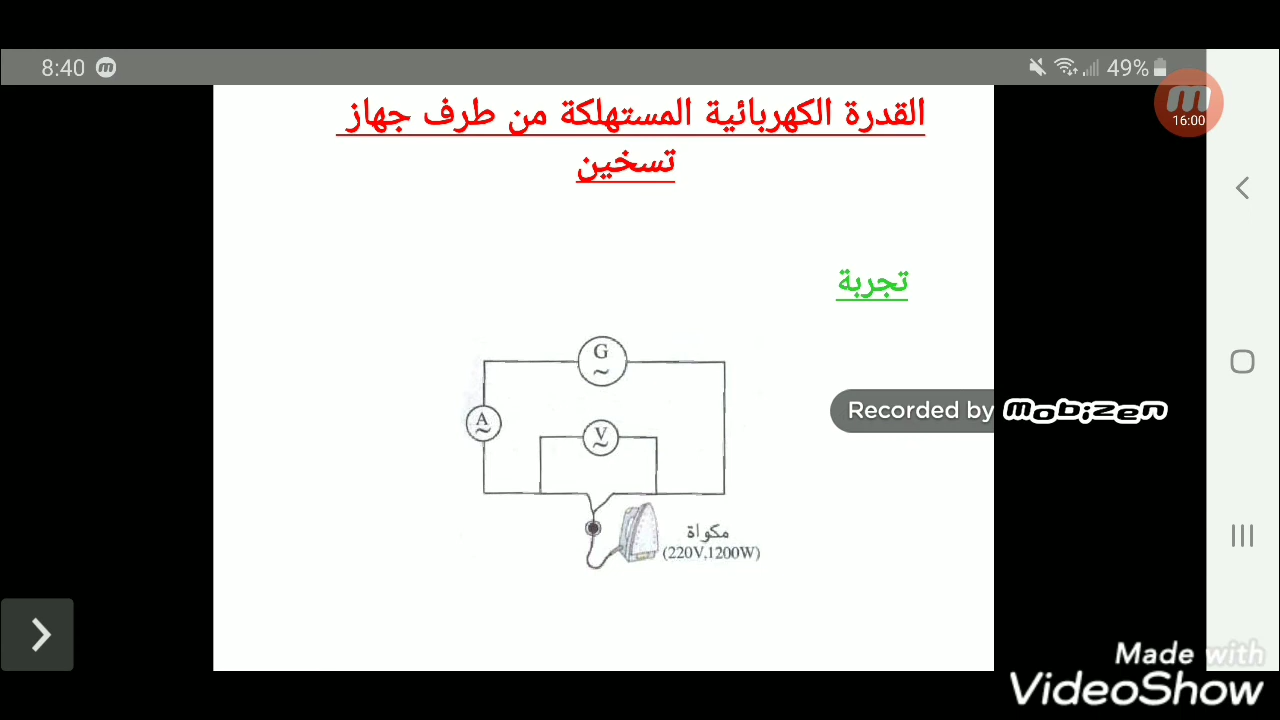 8:40
49%
16:00
القدرة الكهربائية المستهلكة من طرف جهاز
تسخين
تجربة
G
~
A
~
V
~
Recorded by mobizen
مكواة
(220V,1200W)
Made with
VideoShow